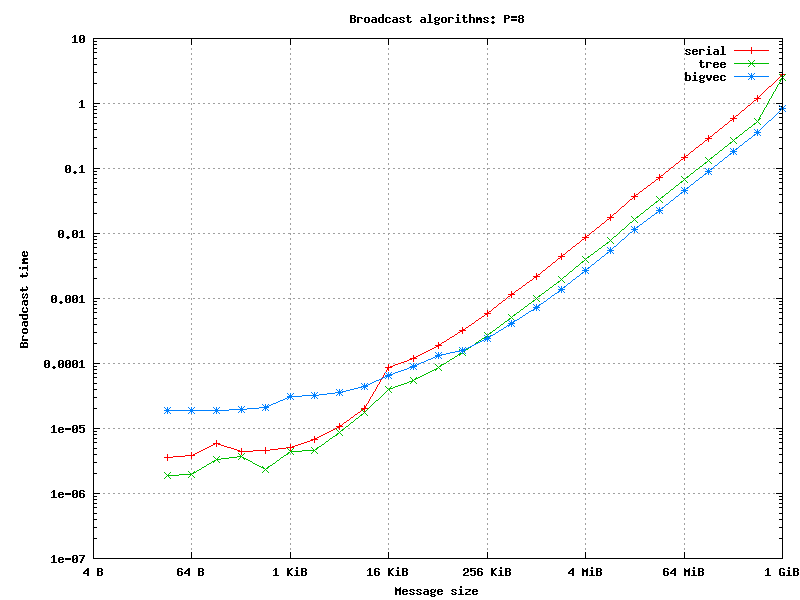 Broadcast algorithms: P=8
serial
tree
bigvec
Broadcast time
10
1
0.1
0.01
0.001
0.0001
1e-05
1e-06
1e-07
4 B 64 B 1 KiB 16 KiB 256 KiB 4 MiB 64 MiB 1 GiB
Message size